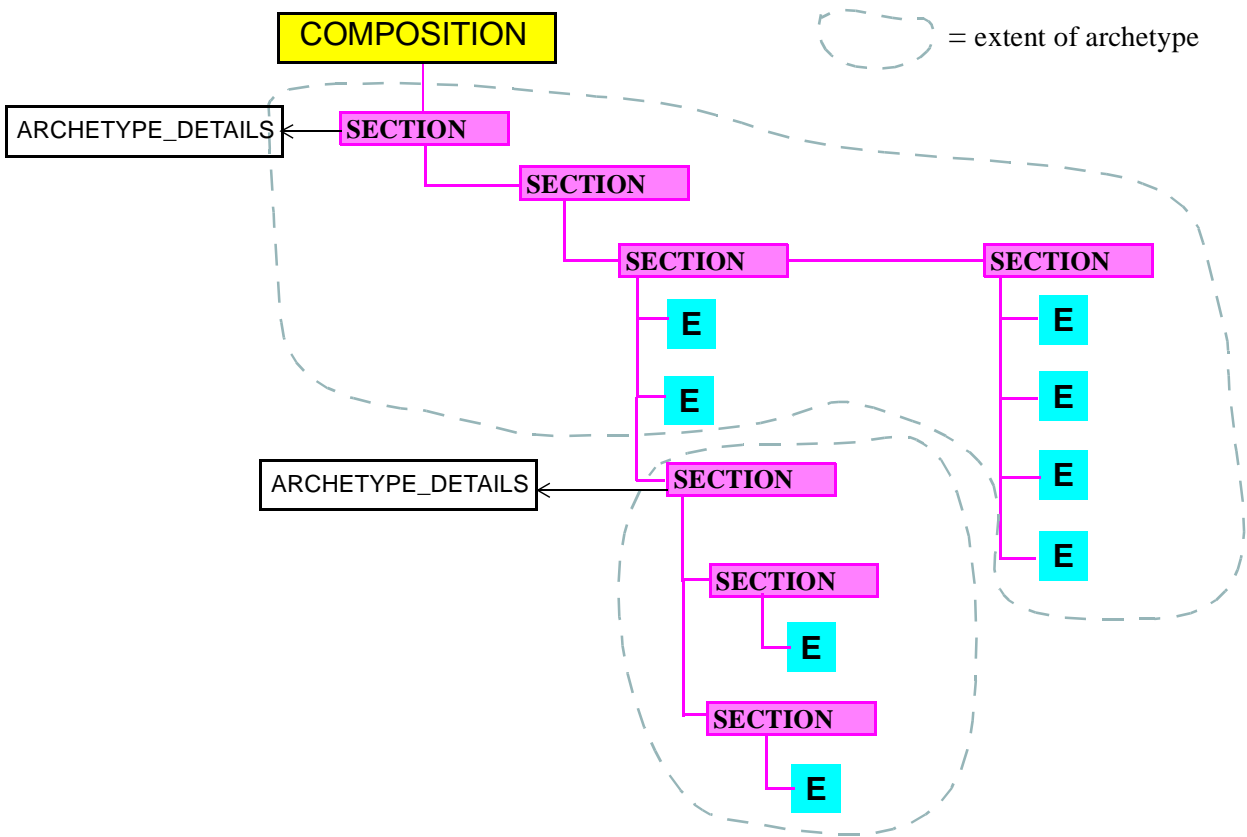 COMPOSITION
= extent of archetype
ARCHETYPE_DETAILS
SECTION
SECTION
SECTION
SECTION
E
E
E
E
E
E
ARCHETYPE_DETAILS
SECTION
SECTION
E
SECTION
E